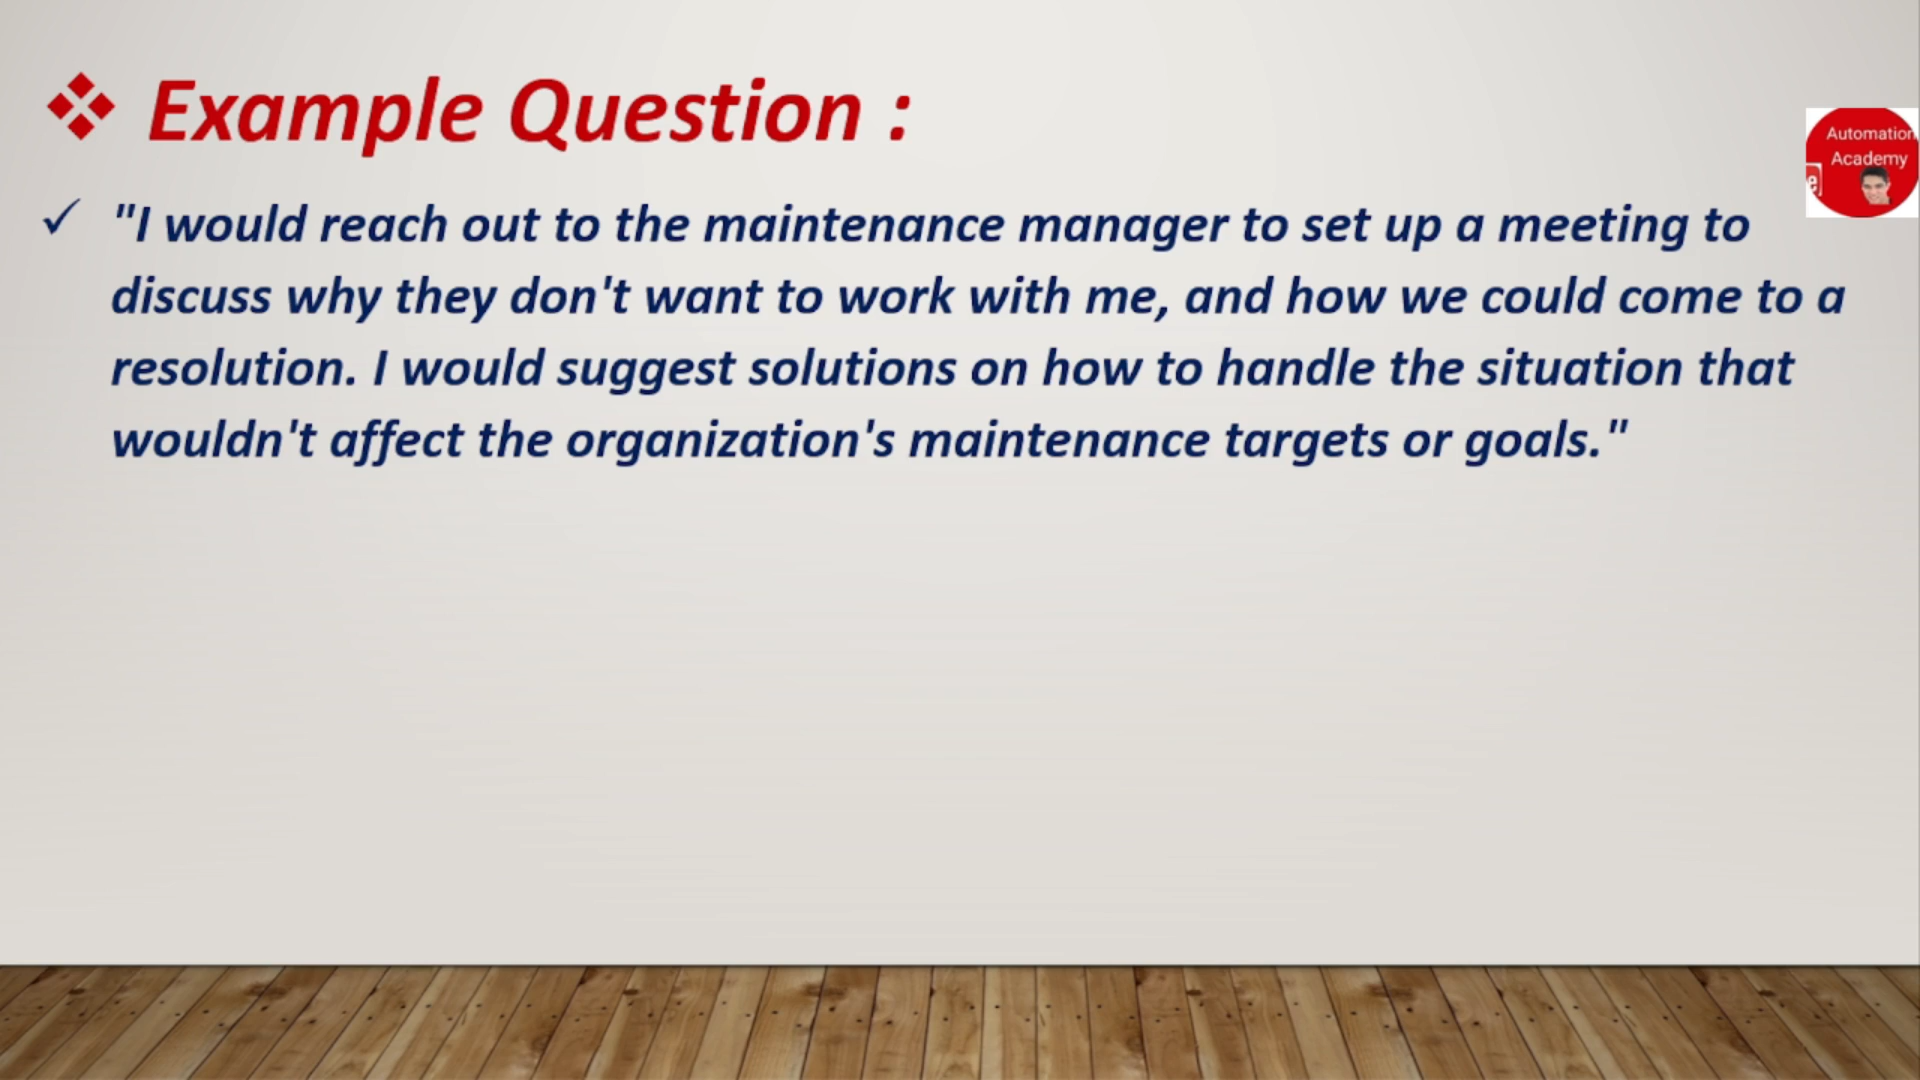 Example Question :
Automation
Academy
e
"I would reach out to the maintenance manager to set up a meeting to
discuss why they don't want to work with me, and how we could come to a
resolution. I would suggest solutions on how to handle the situation that
wouldn't affect the organization's maintenance targets or goals."